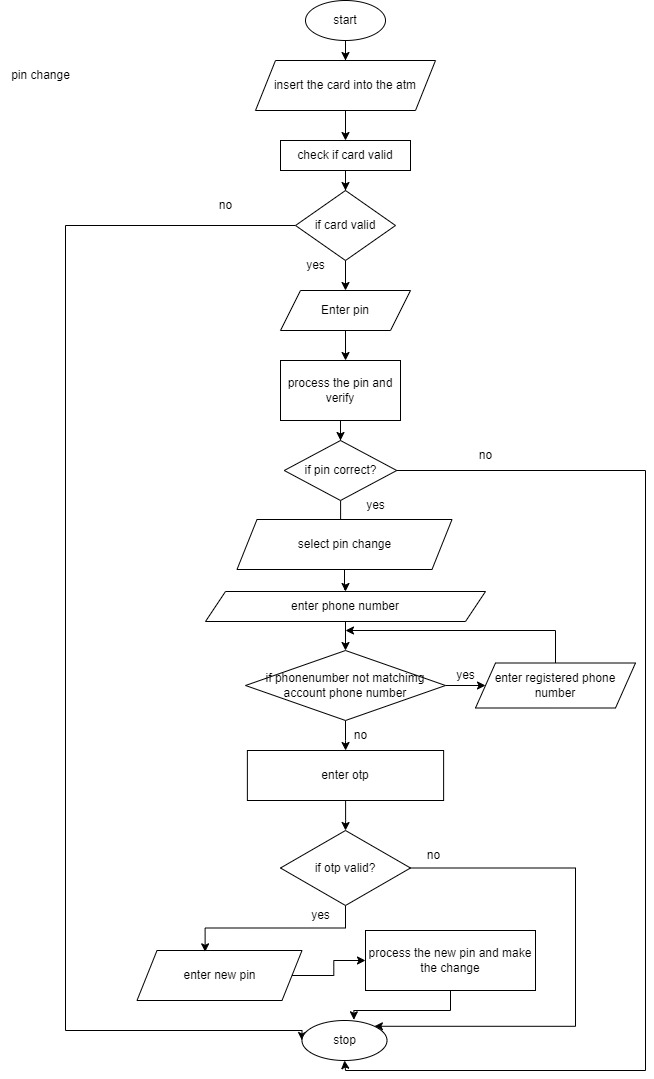 start
pin change
insert the card into the atm
check if card valid
no
if card valid
yes
Enter pin
process the pin and
verify
no
if pin correct?
yes
select pin change
enter phone number
if phonenumber not matchimg
account phone number
yes
enter registered phone
number
no
enter otp
no
if otp valid?
yes
process the new pin and make
the change
enter new pin
stop